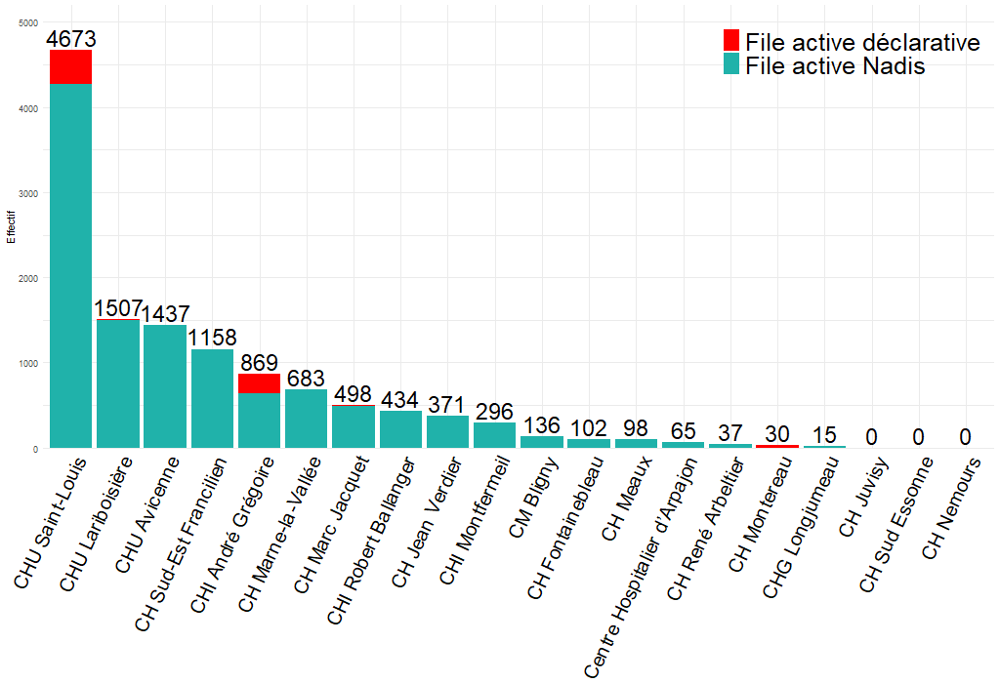 5000
4000
3000
2000
1000
0
Effectif
File active déclarative
File active Nadis
4673
1507
1437
1158
869
683
498
434
371
296
136
102
98
65
37
30
15
0
0
0
CHU Saint-Louis
CHU Lariboisière
CHU Avicenne
CH Sud-Est Francilien
CHI André Grégoire
CH Marne-la-Vallée
CH Marc Jacquet
CHI Robert Ballanger
CH Jean Verdier
CHI Montfermeil
CM Bligny
CH Fontainebleau
CH Meaux
Centre Hospitalier d'Arpajon
CH René Arbeltier
CH Montereau
CHG Longjumeau
CH Juvisy
CH Sud Essonne
CH Nemours